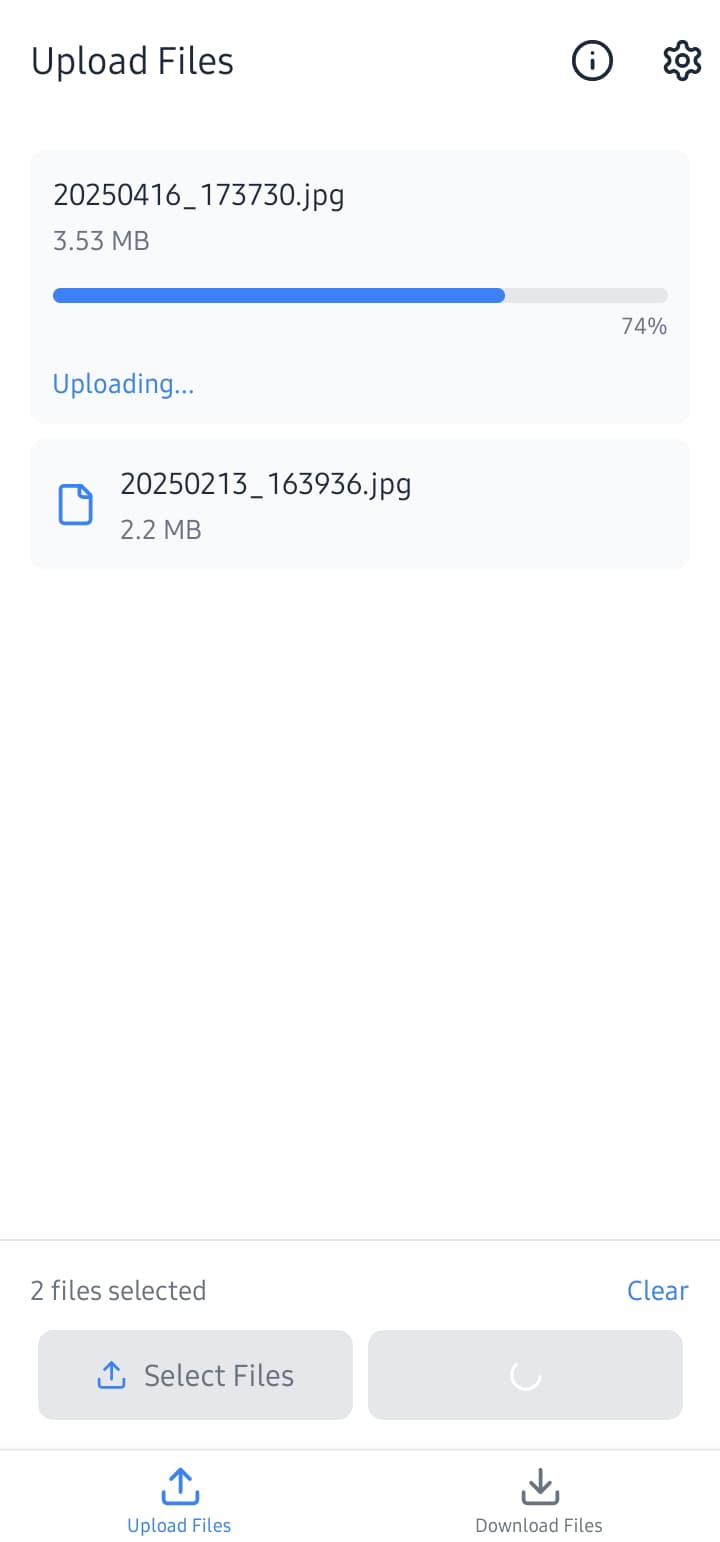 Upload Files
20250416_173730.jpg
3.53 MB
74%
Uploading...
20250213_163936.jpg
2.2 MB
2 files selected
Clear
Select Files
Upload Files
Download Files